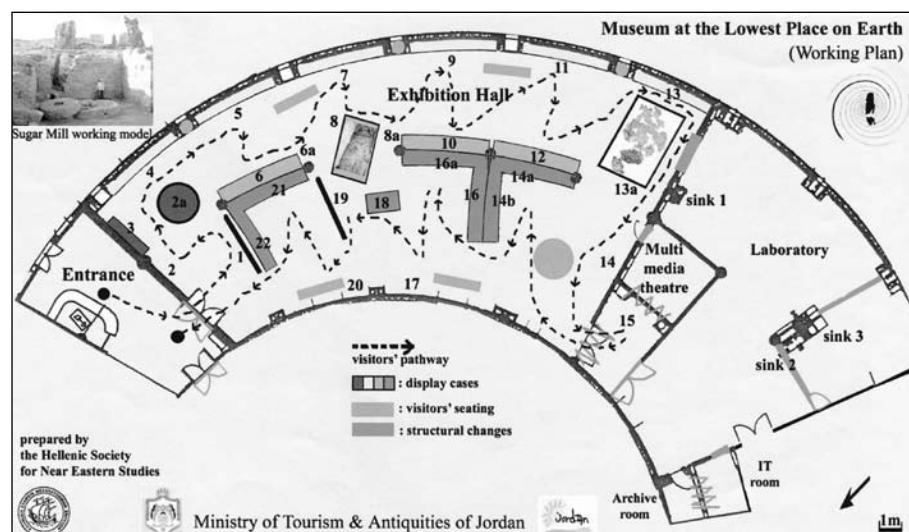 Museum at the Lowest Place on Earth
(Working Plan)
Sugar Mill working model
Exhibition Hall
1
2
2a
3
4
5
6
6a
7
8
8a
9
10
11
12
13
13a
14
14a
14b
15
16
16a
17
18
19
20
21
22
Entrance
Multi
media
theatre
Laboratory
sink 1
sink 2
sink 3
visitors' pathway
: display cases
: visitors' seating
: structural changes
prepared by
the Hellenic Society
for Near Eastern Studies
Archive
room
IT
room
Ministry of Tourism & Antiquities of Jordan
Jordan
1m